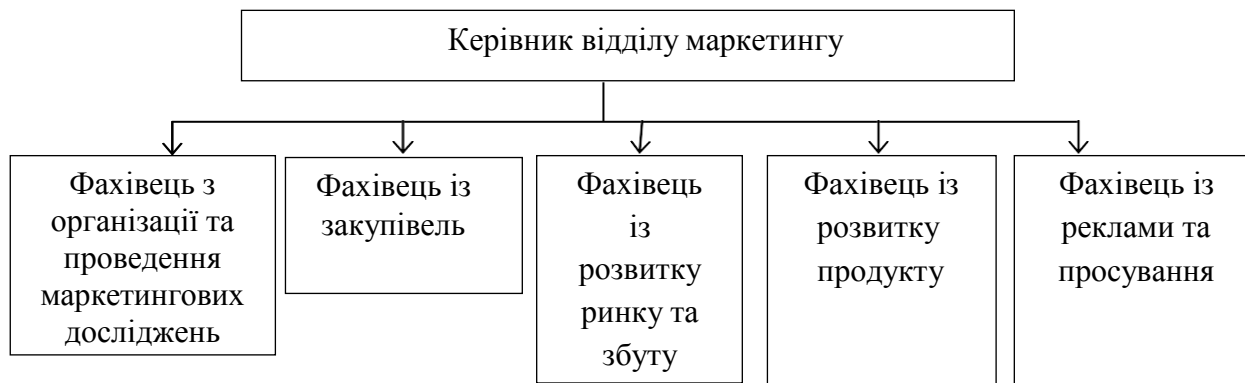 Керівник відділу маркетингу
Фахівець з
організації та
проведення
маркетингових
досліджень
Фахівець із
закупівель
Фахівець
із
розвитку
ринку та
збуту
Фахівець із
розвитку
продукту
Фахівець із
реклами та
просування